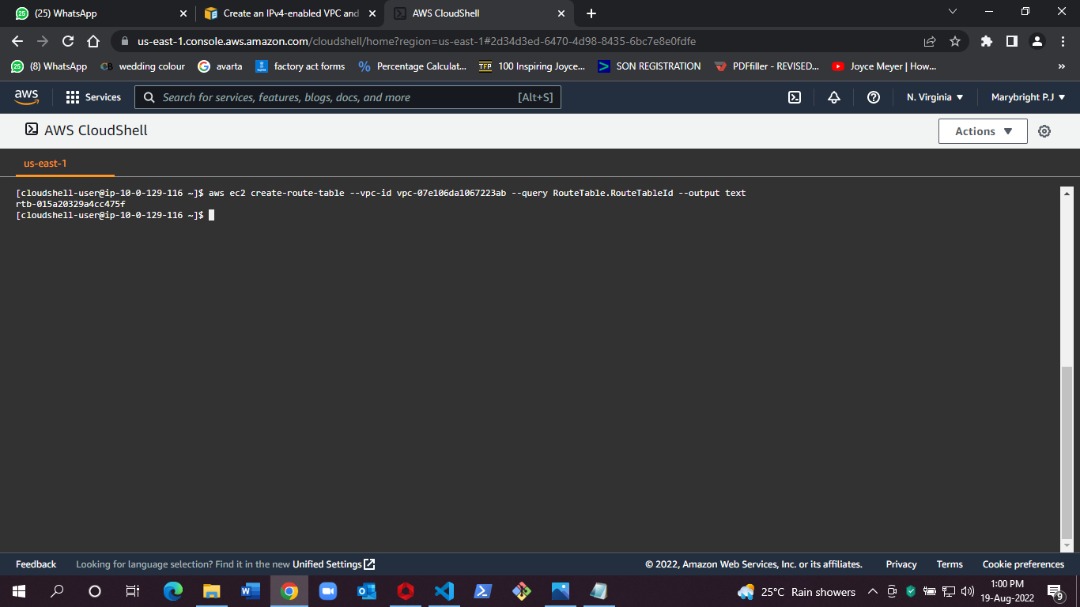 (25) WhatsApp
Create an IPv4-enabled VPC and
AWS CloudShell
us-east-1.console.aws.amazon.com/cloudshell/home?region=us-east-1#2d34d3ed-6470-4d98-8435-6bc7e8e0fdfe
(8) WhatsApp
wedding colour
avarta
factory act forms
Percentage Calculat...
100 Inspiring Joyce...
SON REGISTRATION
PDFfiller - REVISED...
Joyce Meyer | How...
»
aws
Services
Search for services, features, blogs, docs, and more
[Alt+S]
N. Virginia
Marybright P.J
AWS CloudShell
Actions
us-east-1
[cloudshell-user@ip-10-0-129-116 ~]$ aws ec2 create-route-table --vpc-id vpc-07e106da1067223ab --query RouteTable.RouteTableId --output text
rtb-015a20329a4cc475f
[cloudshell-user@ip-10-0-129-116 ~]$
Feedback
Looking for language selection? Find it in the new Unified Settings
© 2022, Amazon Web Services, Inc. or its affiliates.
Privacy
Terms
Cookie preferences
25°C Rain showers
1:00 PM
19-Aug-2022
9